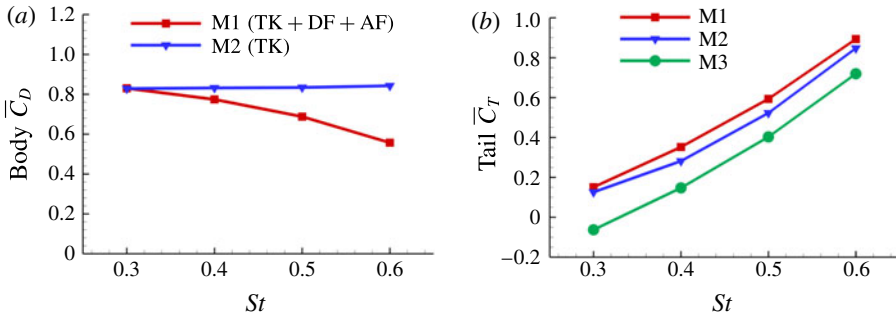 (a)
1.2
1.0
0.8
0.6
0.4
0.2
0
Body C̅_D
M1 (TK + DF + AF)
M2 (TK)
0.3 0.4 0.5 0.6
St
(b)
1.0
0.8
0.6
0.4
0.2
0
–0.2
Tail C̅_T
M1
M2
M3
0.3 0.4 0.5 0.6
St